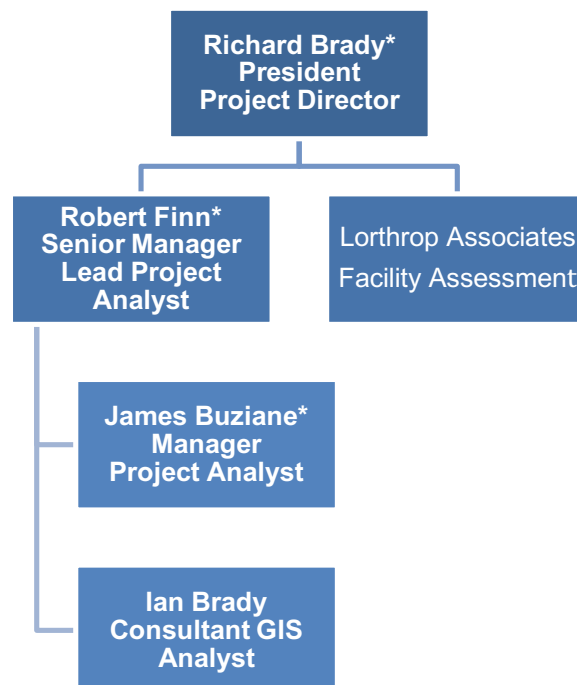 Richard Brady*
President
Project Director
Robert Finn*
Senior Manager
Lead Project
Analyst
Lorthrop Associates
Facility Assessment
James Buziane*
Manager
Project Analyst
Ian Brady
Consultant GIS
Analyst